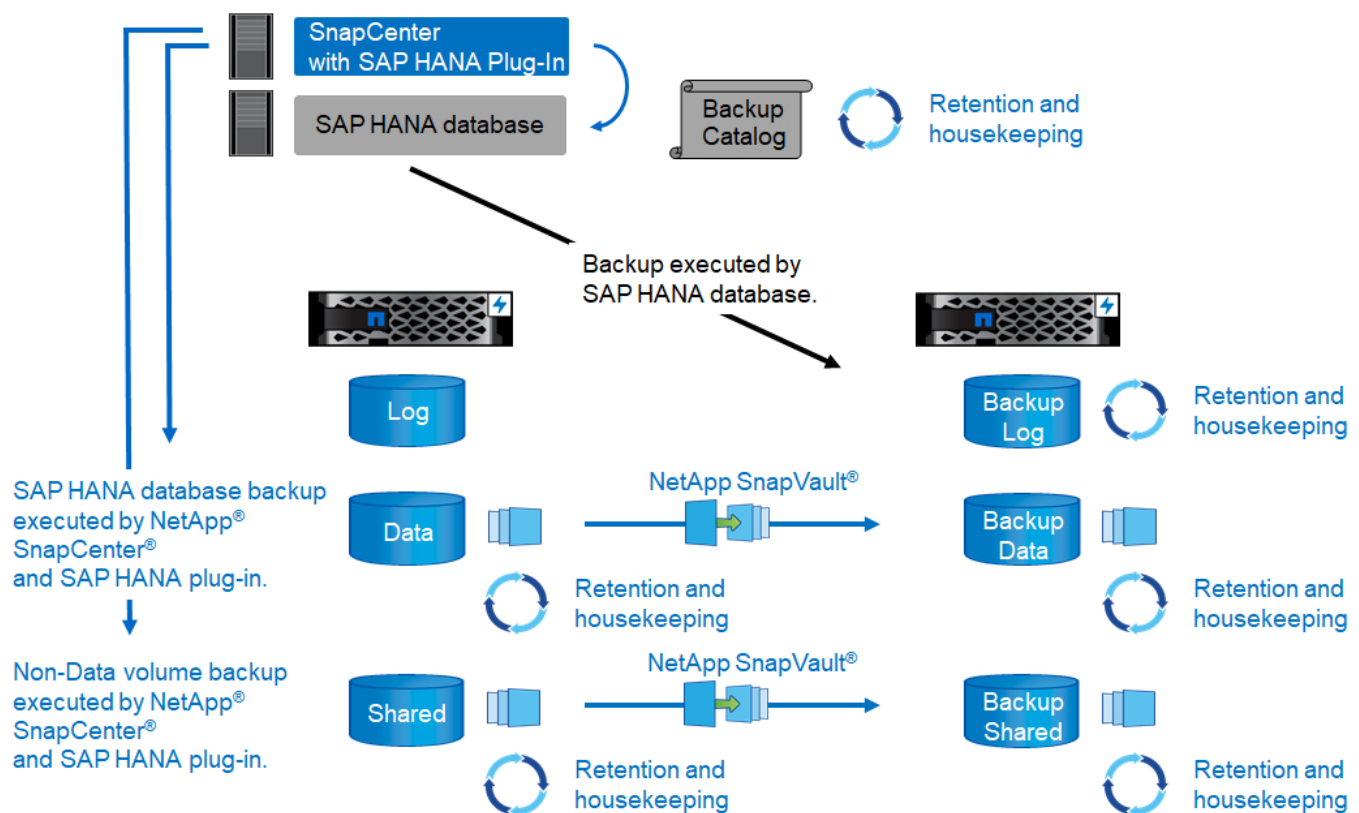 SnapCenter
with SAP HANA Plug-In
SAP HANA database
Backup
Catalog
Retention and
housekeeping
Backup executed by
SAP HANA database.
Log
Backup
Log
Retention and
housekeeping
SAP HANA database backup
executed by NetApp®
SnapCenter®
and SAP HANA plug-in.
Data
NetApp SnapVault®
Backup
Data
Retention and
housekeeping
Retention and
housekeeping
Non-Data volume backup
executed by NetApp®
SnapCenter®
and SAP HANA plug-in.
Shared
NetApp SnapVault®
Backup
Shared
Retention and
housekeeping
Retention and
housekeeping